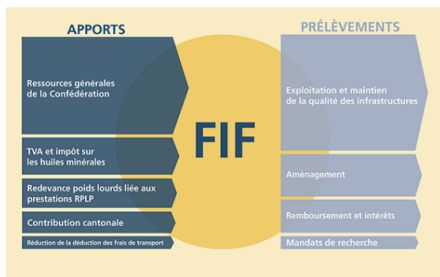 APPORTS
Ressources générales
de la Confédération
TVA et impôt sur
les huiles minérales
Redevance poids lourds liée aux
prestations RPLP
Contribution cantonale
Réduction de la déduction des frais de transport
FIF
PRÉLÈVEMENTS
Exploitation et maintien
de la qualité des infrastructures
Aménagement
Remboursement et intérêts
Mandats de recherche